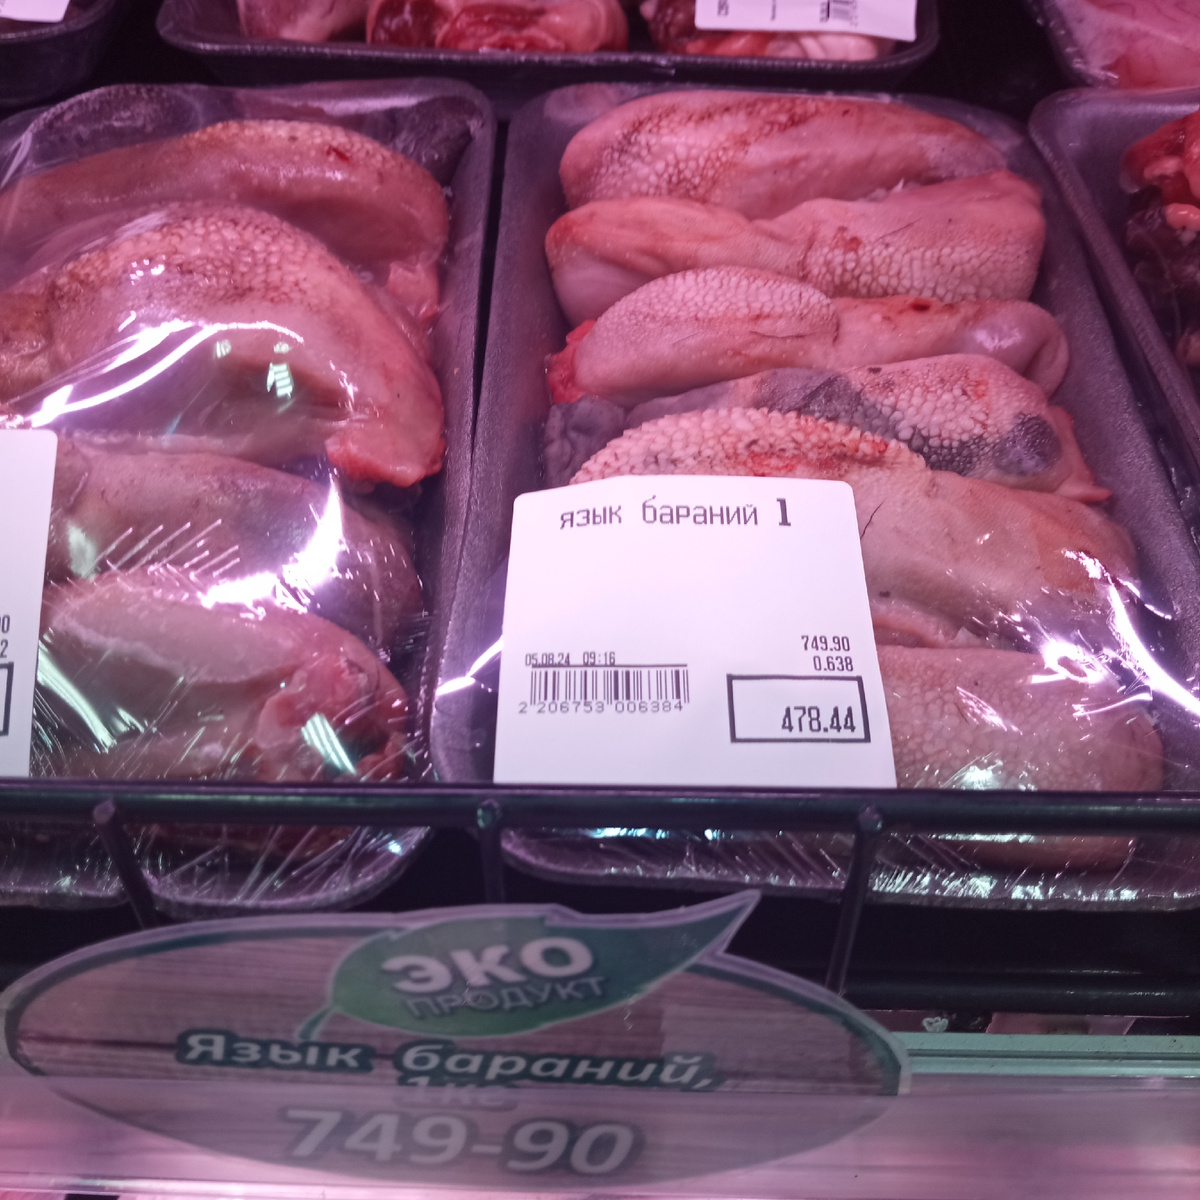 язык бараний 1
749.90
05.08.24 09:16
0.638
2 206753 006384
478.44
ЭКО
ПРОДУКТ
Язык бараний,
1кг
749-90